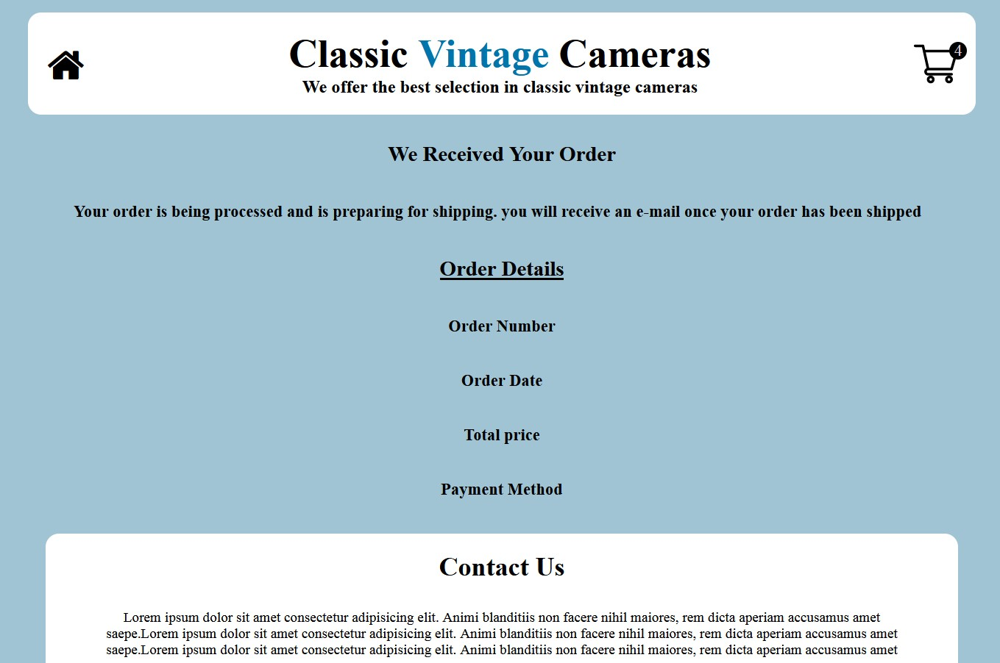 Classic Vintage Cameras
4
We offer the best selection in classic vintage cameras
We Received Your Order
Your order is being processed and is preparing for shipping. you will receive an e-mail once your order has been shipped
Order Details
Order Number
Order Date
Total price
Payment Method
Contact Us
Lorem ipsum dolor sit amet consectetur adipisicing elit. Animi blanditiis non facere nihil maiores, rem dicta aperiam accusamus amet
saepe.Lorem ipsum dolor sit amet consectetur adipisicing elit. Animi blanditiis non facere nihil maiores, rem dicta aperiam accusamus amet
saepe.Lorem ipsum dolor sit amet consectetur adipisicing elit. Animi blanditiis non facere nihil maiores, rem dicta aperiam accusamus amet